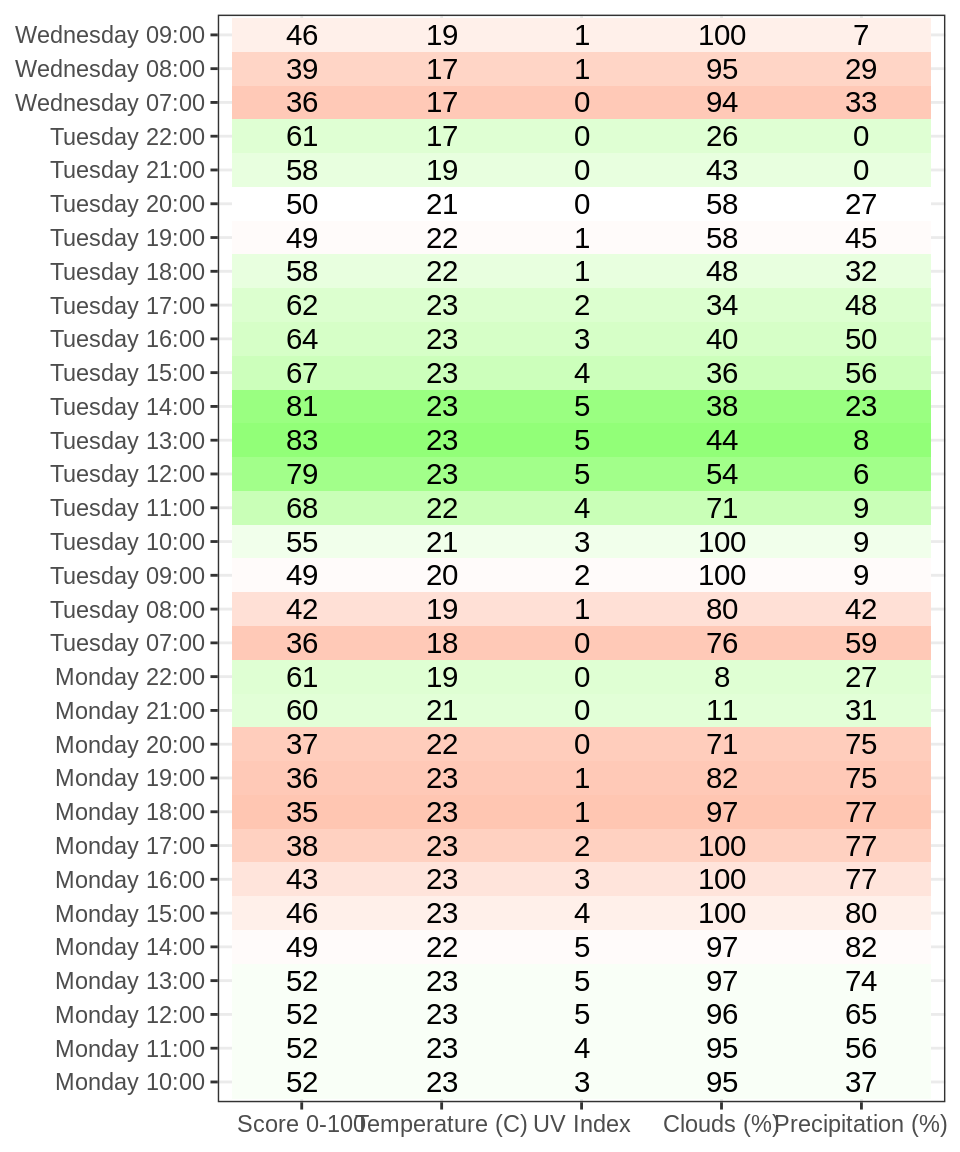 Wednesday 09:00 46 19 1 100 7
Wednesday 08:00 39 17 1 95 29
Wednesday 07:00 36 17 0 94 33
Tuesday 22:00 61 17 0 26 0
Tuesday 21:00 58 19 0 43 0
Tuesday 20:00 50 21 0 58 27
Tuesday 19:00 49 22 1 58 45
Tuesday 18:00 58 22 1 48 32
Tuesday 17:00 62 23 2 34 48
Tuesday 16:00 64 23 3 40 50
Tuesday 15:00 67 23 4 36 56
Tuesday 14:00 81 23 5 38 23
Tuesday 13:00 83 23 5 44 8
Tuesday 12:00 79 23 5 54 6
Tuesday 11:00 68 22 4 71 9
Tuesday 10:00 55 21 3 100 9
Tuesday 09:00 49 20 2 100 9
Tuesday 08:00 42 19 1 80 42
Tuesday 07:00 36 18 0 76 59
Monday 22:00 61 19 0 8 27
Monday 21:00 60 21 0 11 31
Monday 20:00 37 22 0 71 75
Monday 19:00 36 23 1 82 75
Monday 18:00 35 23 1 97 77
Monday 17:00 38 23 2 100 77
Monday 16:00 43 23 3 100 77
Monday 15:00 46 23 4 100 80
Monday 14:00 49 22 5 97 82
Monday 13:00 52 23 5 97 74
Monday 12:00 52 23 5 96 65
Monday 11:00 52 23 4 95 56
Monday 10:00 52 23 3 95 37
Score 0-100 Temperature (C) UV Index Clouds (%) Precipitation (%)